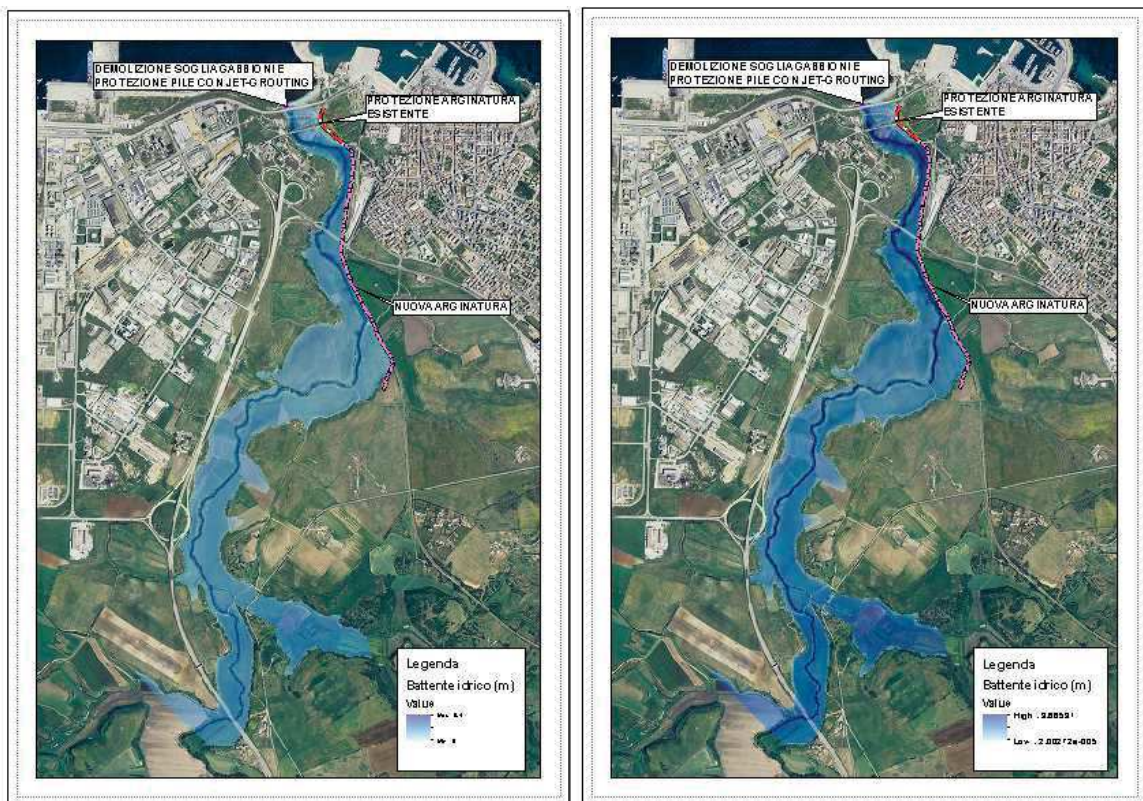 DEMOLIZIONE SOGLIA GABBIONI E
PROTEZIONE PILE CON JET-GROUTING
PROTEZIONE ARGINATURA
ESISTENTE
NUOVA ARGINATURA
Legenda
Battente idrico (m)
Value
DEMOLIZIONE SOGLIA GABBIONI E
PROTEZIONE PILE CON JET-GROUTING
PROTEZIONE ARGINATURA
ESISTENTE
NUOVA ARGINATURA
Legenda
Battente idrico (m)
Value
High
Low